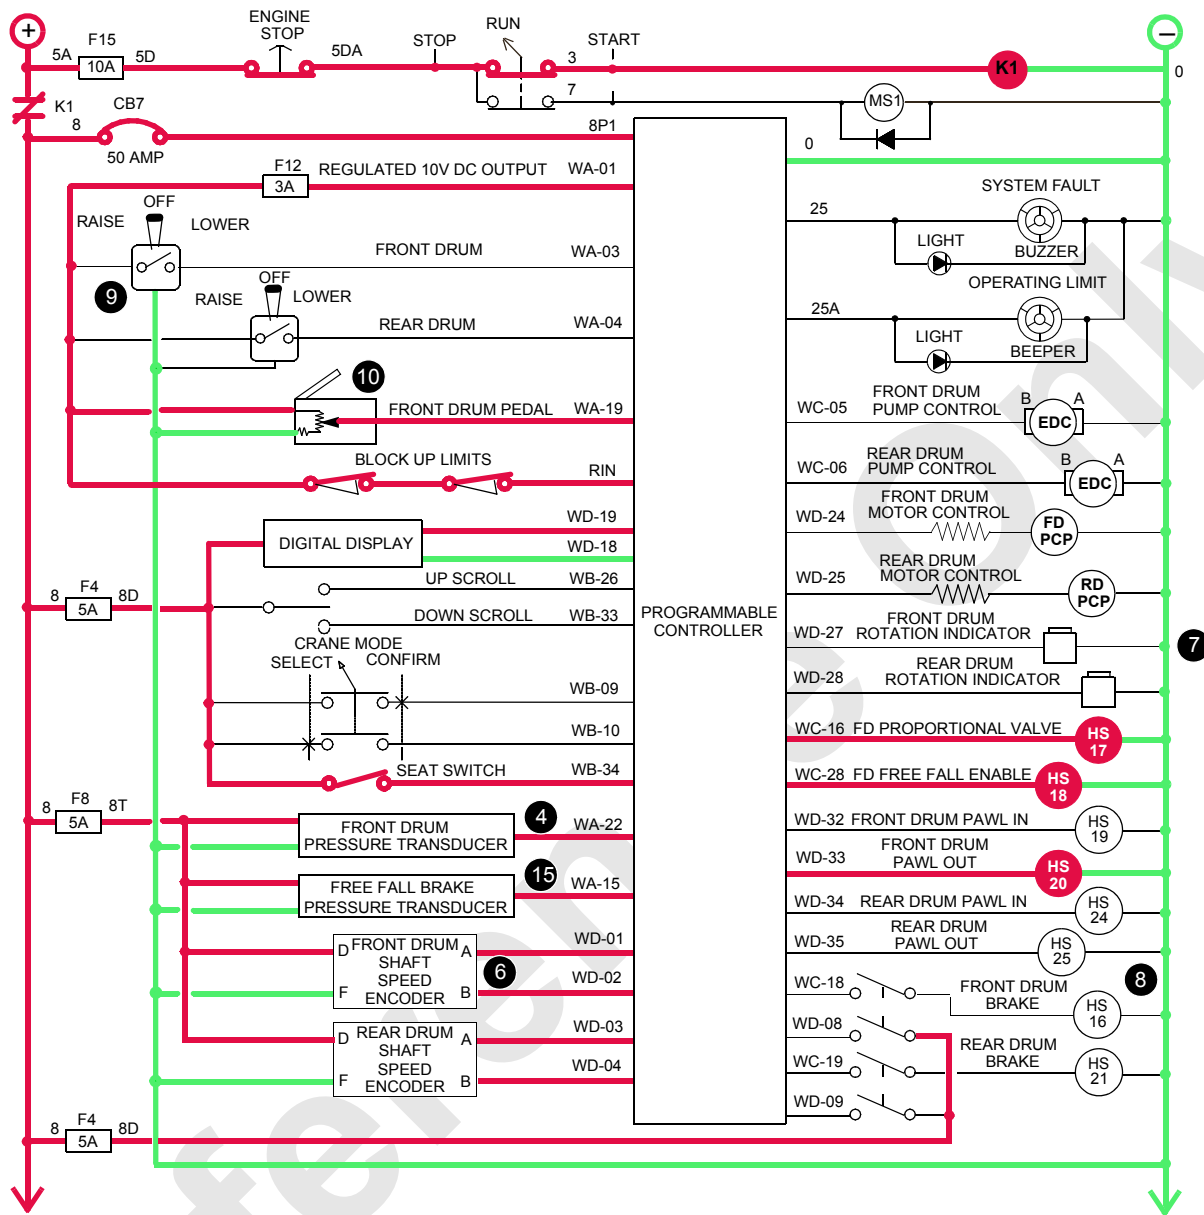 +
ENGINE
STOP
F15
5A
10A
5D
5DA
STOP
RUN
START
3
K1
−
0
K1
8
CB7
50 AMP
7
MS1
8P1
0
F12
3A
REGULATED 10V DC OUTPUT
WA-01
OFF
RAISE
LOWER
FRONT DRUM
WA-03
9
OFF
RAISE
LOWER
REAR DRUM
WA-04
10
FRONT DRUM PEDAL
WA-19
BLOCK UP LIMITS
RIN
DIGITAL DISPLAY
WD-19
WD-18
8
F4
5A
8D
UP SCROLL
WB-26
DOWN SCROLL
WB-33
CRANE MODE
SELECT
CONFIRM
WB-09
WB-10
SEAT SWITCH
WB-34
8
F8
5A
8T
FRONT DRUM
PRESSURE TRANSDUCER
4
WA-22
FREE FALL BRAKE
PRESSURE TRANSDUCER
15
WA-15
D
FRONT DRUM
SHAFT
SPEED
ENCODER
A
F
B
6
WD-01
WD-02
D
REAR DRUM
SHAFT
SPEED
ENCODER
A
F
B
WD-03
WD-04
8
F4
5A
8D
PROGRAMMABLE
CONTROLLER
25
SYSTEM FAULT
LIGHT
BUZZER
25A
OPERATING LIMIT
LIGHT
BEEPER
WC-05
FRONT DRUM
PUMP CONTROL
B
EDC
A
WC-06
REAR DRUM
PUMP CONTROL
B
EDC
A
WD-24
FRONT DRUM
MOTOR CONTROL
FD
PCP
WD-25
REAR DRUM
MOTOR CONTROL
RD
PCP
WD-27
FRONT DRUM
ROTATION INDICATOR
7
WD-28
REAR DRUM
ROTATION INDICATOR
WC-16 FD PROPORTIONAL VALVE
HS
17
WC-28 FD FREE FALL ENABLE
HS
18
WD-32 FRONT DRUM PAWL IN
HS
19
WD-33
FRONT DRUM
PAWL OUT
HS
20
WD-34 REAR DRUM PAWL IN
HS
24
WD-35
REAR DRUM
PAWL OUT
HS
25
WC-18
FRONT DRUM
BRAKE
HS
16
8
WD-08
WC-19
REAR DRUM
BRAKE
HS
21
WD-09